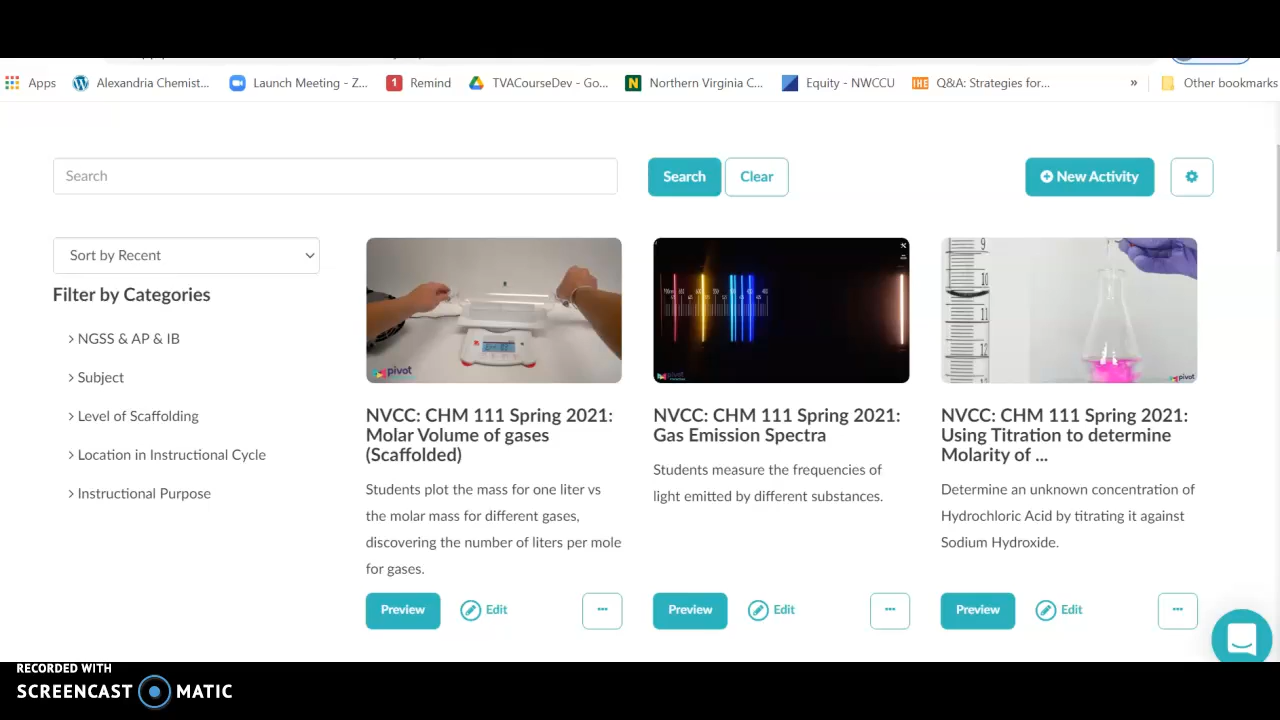 Apps
Alexandria Chemist...
Launch Meeting - Z...
1
Remind
TVACourseDev - Go...
N
Northern Virginia C...
Equity - NWCCU
IHE
Q&A: Strategies for...
»
Other bookmarks
Search
Search
Clear
New Activity
Sort by Recent
Filter by Categories
NGSS & AP & IB
Subject
Level of Scaffolding
Location in Instructional Cycle
Instructional Purpose
pivot
NVCC: CHM 111 Spring 2021:
Molar Volume of gases
(Scaffolded)
Students plot the mass for one liter vs
the molar mass for different gases,
discovering the number of liters per mole
for gases.
Preview
Edit
...
NVCC: CHM 111 Spring 2021:
Gas Emission Spectra
Students measure the frequencies of
light emitted by different substances.
Preview
Edit
...
9
10
11
12
pivot
NVCC: CHM 111 Spring 2021:
Using Titration to determine
Molarity of ...
Determine an unknown concentration of
Hydrochloric Acid by titrating it against
Sodium Hydroxide.
Preview
Edit
...
RECORDED WITH
SCREENCAST MATIC